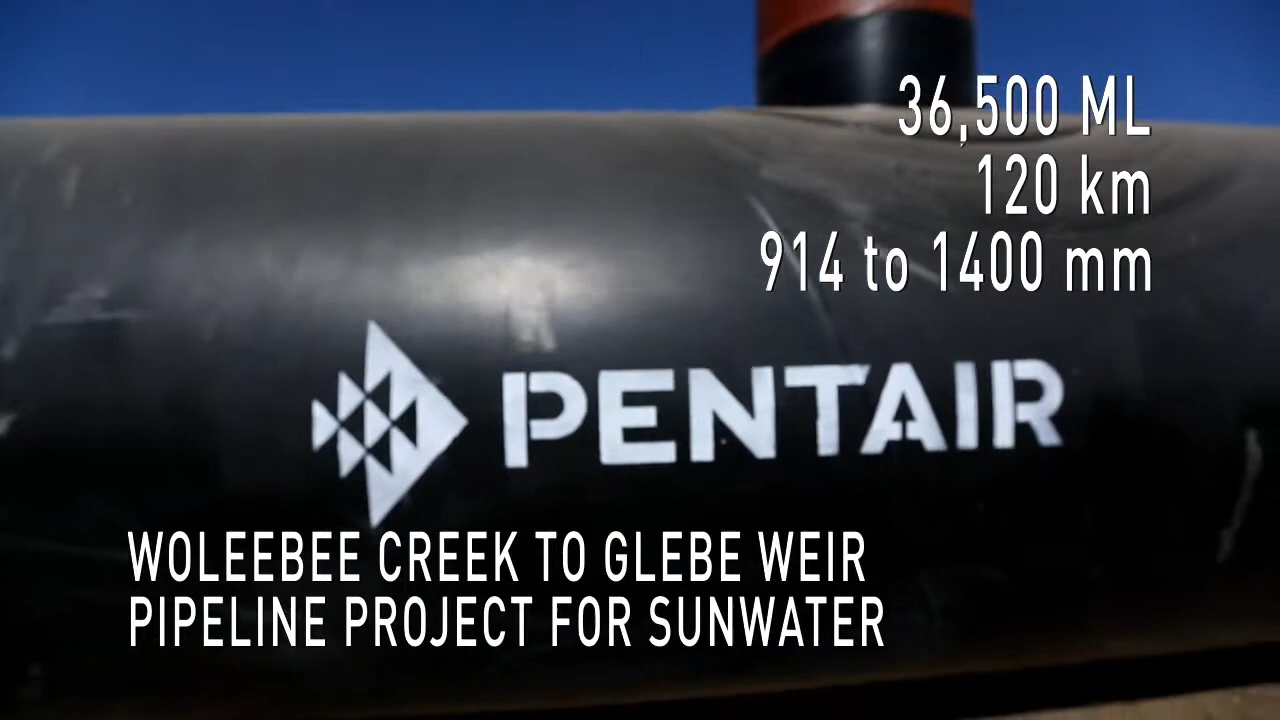 36,500 ML
120 km
914 to 1400 mm
PENTAIR
WOLEEBEE CREEK TO GLEBE WEIR
PIPELINE PROJECT FOR SUNWATER